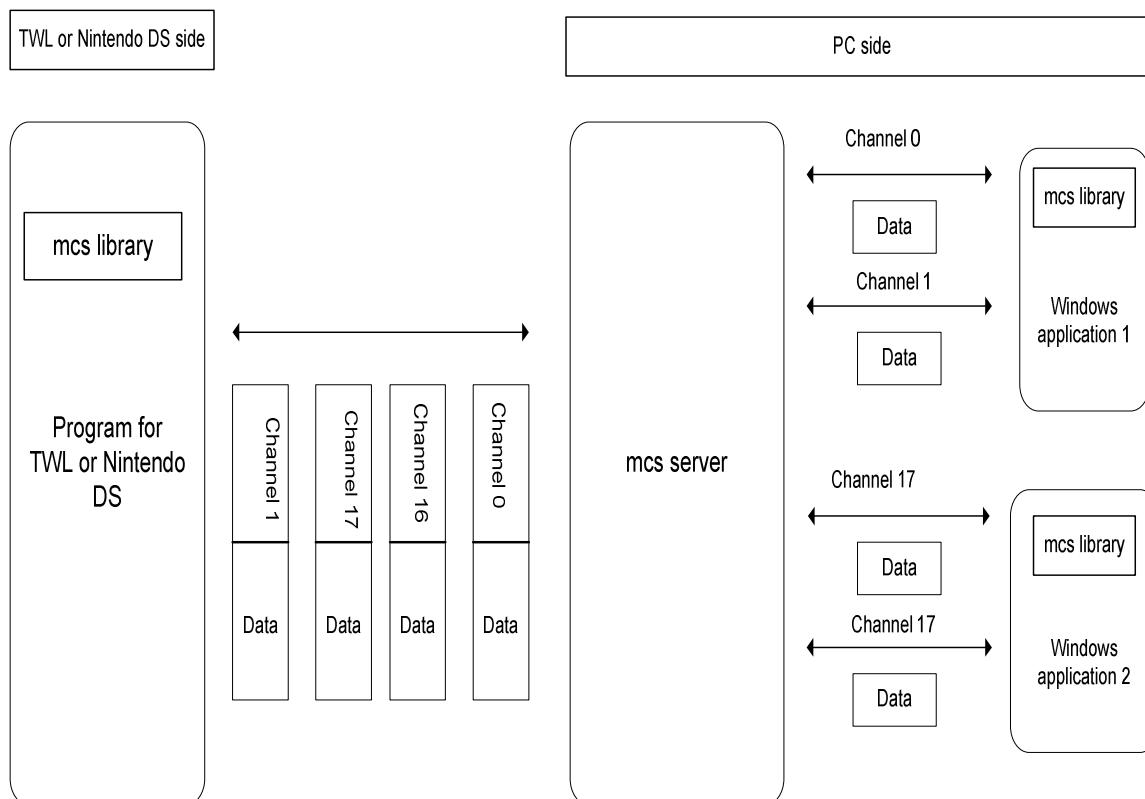 TWL or Nintendo DS side
PC side
mcs library
Program for
TWL or Nintendo
DS
Channel 1
Data
Channel 17
Data
Channel 16
Data
Channel 0
Data
mcs server
Channel 0
Data
Channel 1
Data
mcs library
Windows
application 1
Channel 17
Data
Channel 17
Data
mcs library
Windows
application 2